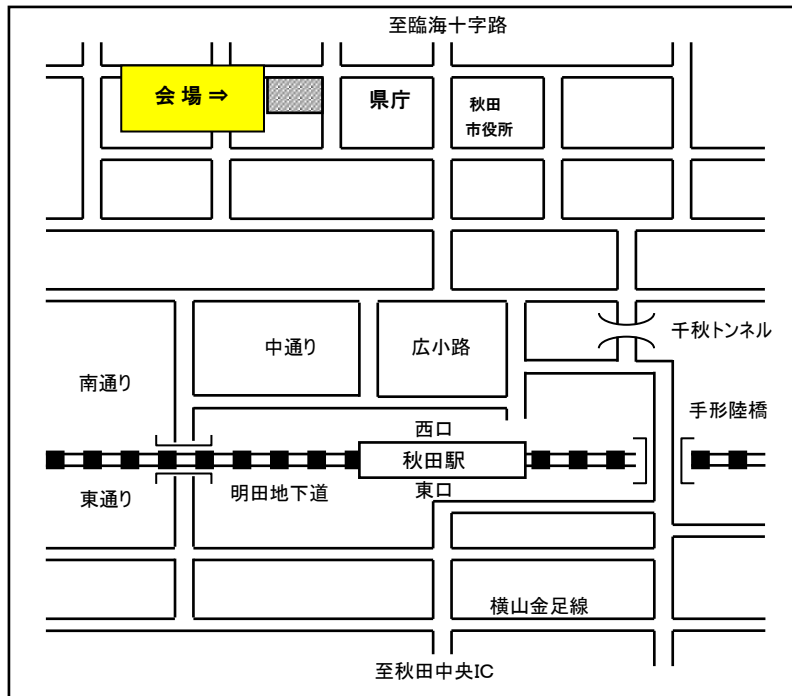 至臨海十字路
会 場 ⇒
県庁
秋田
市役所
千秋トンネル
中通り
広小路
南通り
手形陸橋
西口
秋田駅
東口
東通り
明田地下道
横山金足線
至秋田中央IC